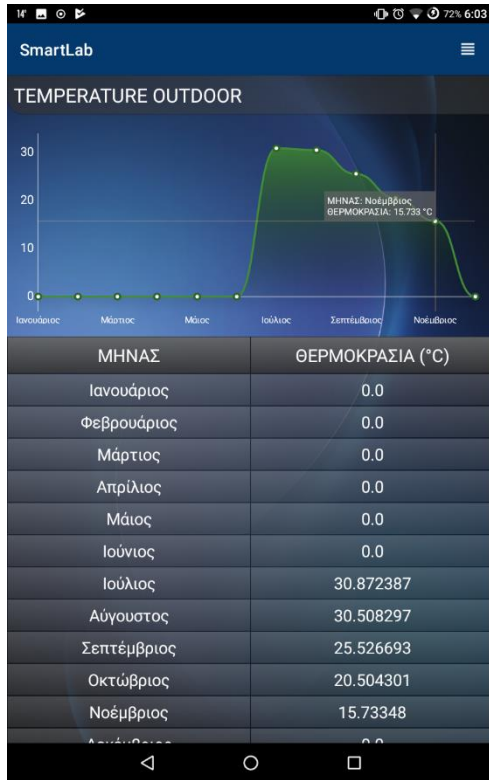 14° 72% 6:03
SmartLab
TEMPERATURE OUTDOOR
30
20
10
0
ΜΗΝΑΣ: Νοέμβριος
ΘΕΡΜΟΚΡΑΣΙΑ: 15.733 °C
Ιανουάριος Μάρτιος Μάιος Ιούλιος Σεπτέμβριος Νοέμβριος
ΜΗΝΑΣ ΘΕΡΜΟΚΡΑΣΙΑ (°C)
Ιανουάριος 0.0
Φεβρουάριος 0.0
Μάρτιος 0.0
Απρίλιος 0.0
Μάιος 0.0
Ιούνιος 0.0
Ιούλιος 30.872387
Αύγουστος 30.508297
Σεπτέμβριος 25.526693
Οκτώβριος 20.504301
Νοέμβριος 15.73348